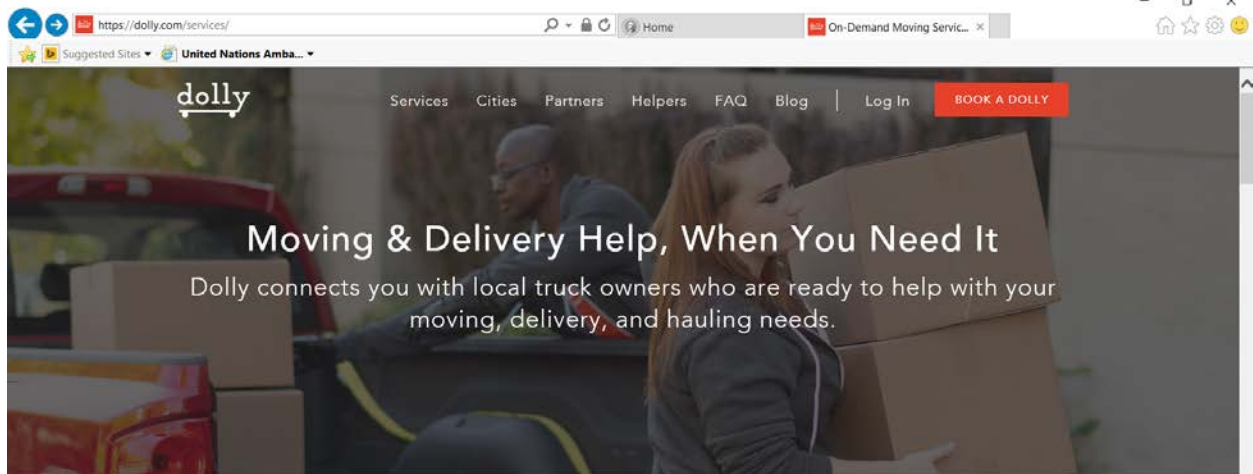 https://dolly.com/services/
Home
On-Demand Moving Servic...
Suggested Sites
United Nations Amba...
dolly
Services Cities Partners Helpers FAQ Blog | Log In BOOK A DOLLY
Moving & Delivery Help, When You Need It
Dolly connects you with local truck owners who are ready to help with your
moving, delivery, and hauling needs.